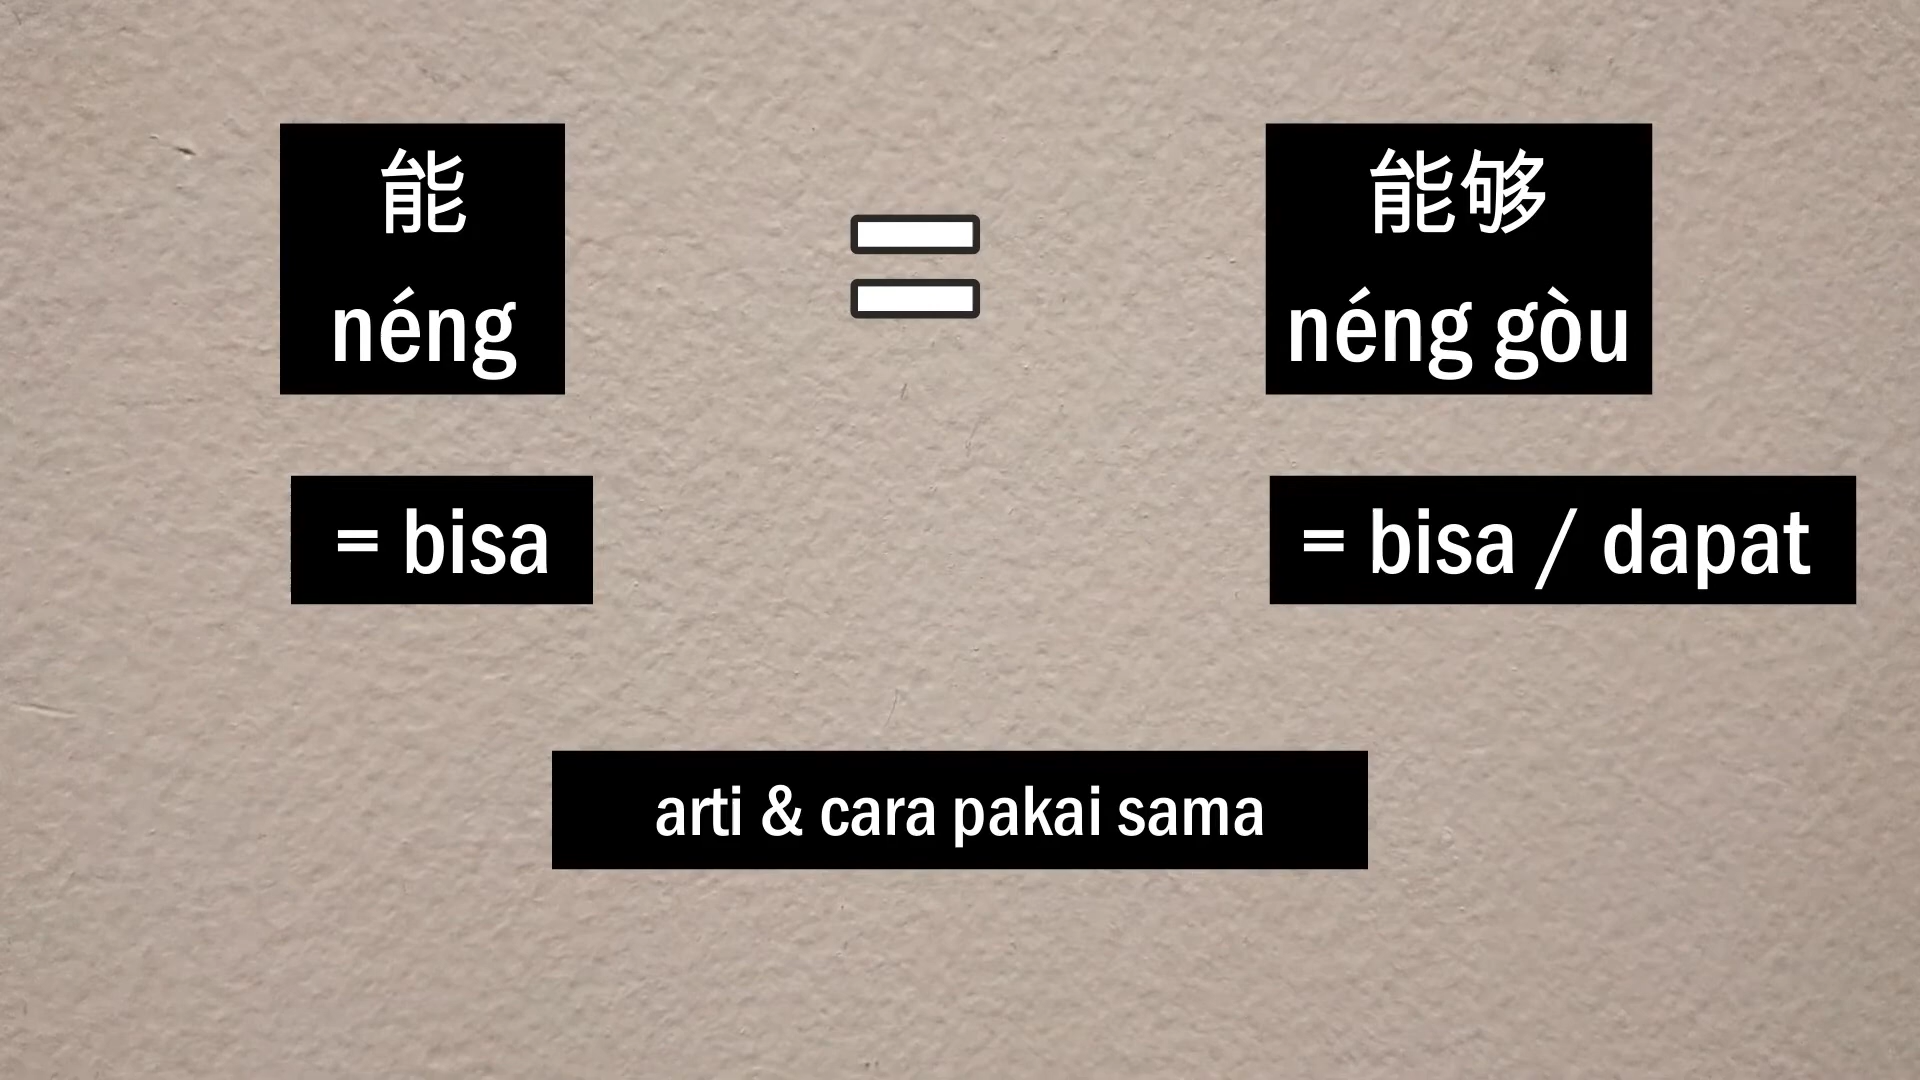 能
néng
=
能够
néng gòu
= bisa
= bisa / dapat
arti & cara pakai sama